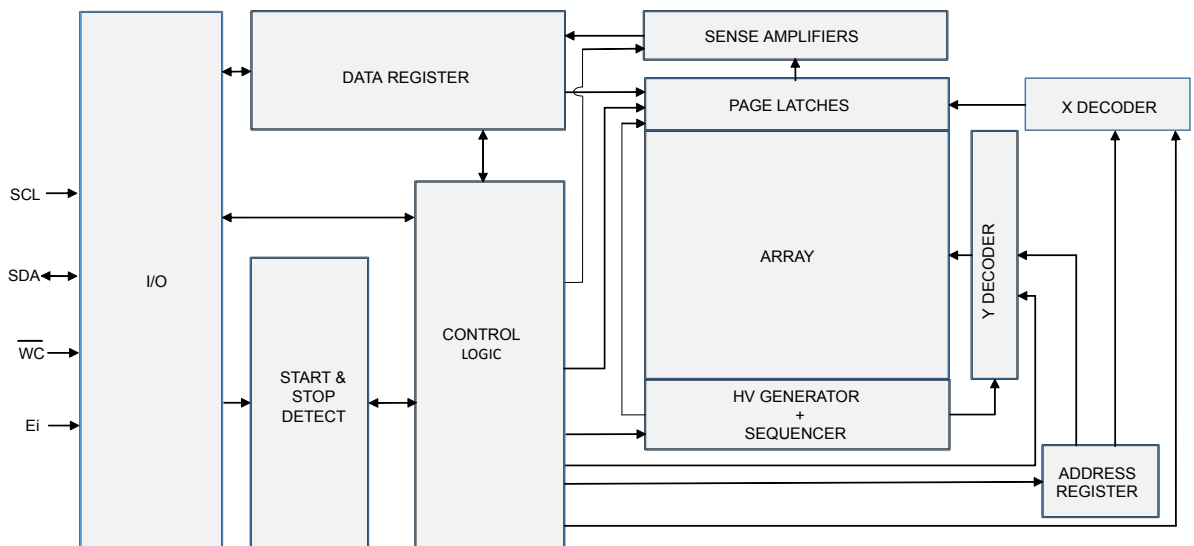 SENSE AMPLIFIERS
DATA REGISTER
PAGE LATCHES
X DECODER
SCL
SDA
I/O
ARRAY
Y DECODER
CONTROL
LOGIC
WC
START &
STOP
DETECT
HV GENERATOR
+
SEQUENCER
Ei
ADDRESS
REGISTER